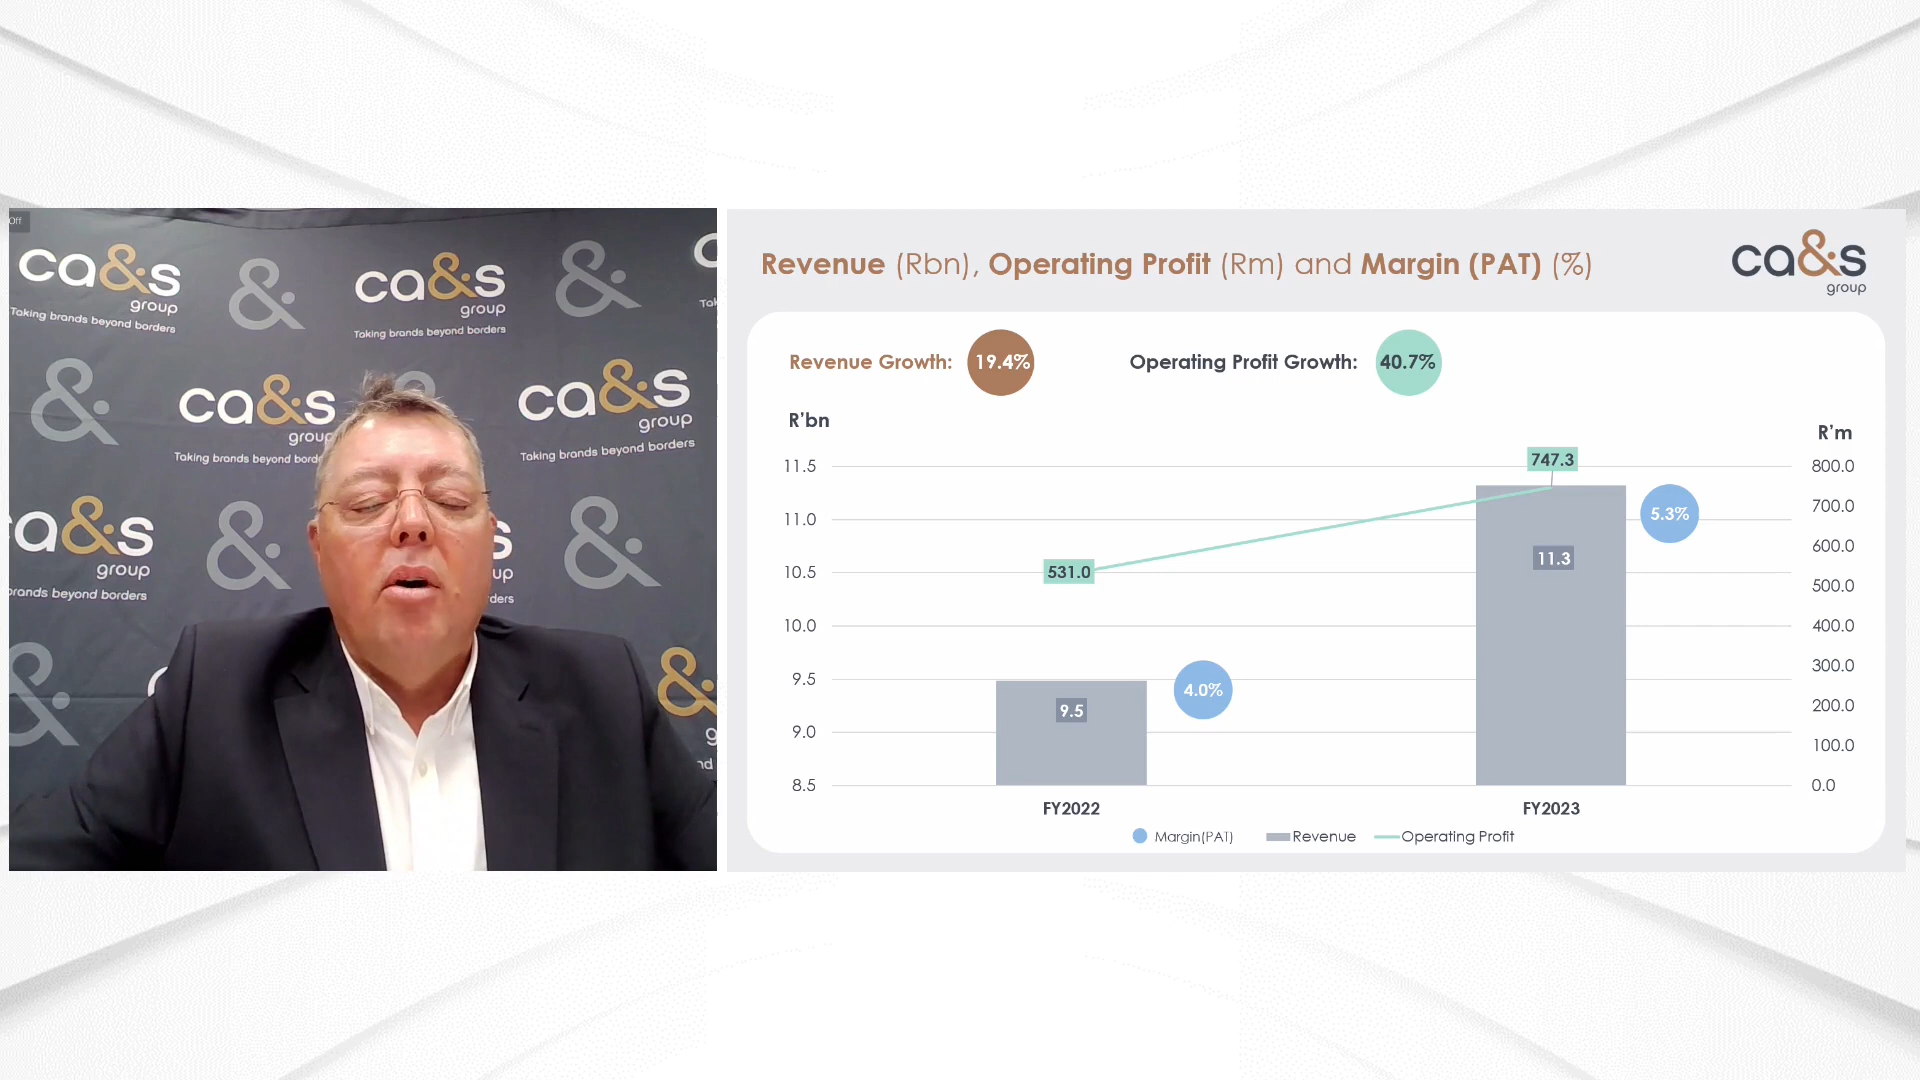 Off
ca&s
group
Taking brands beyond borders
&
ca&s
group
Taking brands beyond borders
&
&
ca&s
group
Taking brands beyond
ca&s
group
Taking brands beyond borders
a&s
group
brands beyond borders
&
&
&
&
Revenue (Rbn), Operating Profit (Rm) and Margin (PAT) (%)
ca&s
group
Revenue Growth: 19.4%
Operating Profit Growth: 40.7%
R'bn
R'm
11.5
11.0
10.5
10.0
9.5
9.0
8.5
747.3
531.0
5.3%
11.3
4.0%
9.5
800.0
700.0
600.0
500.0
400.0
300.0
200.0
100.0
0.0
FY2022
FY2023
Margin(PAT)
Revenue
Operating Profit